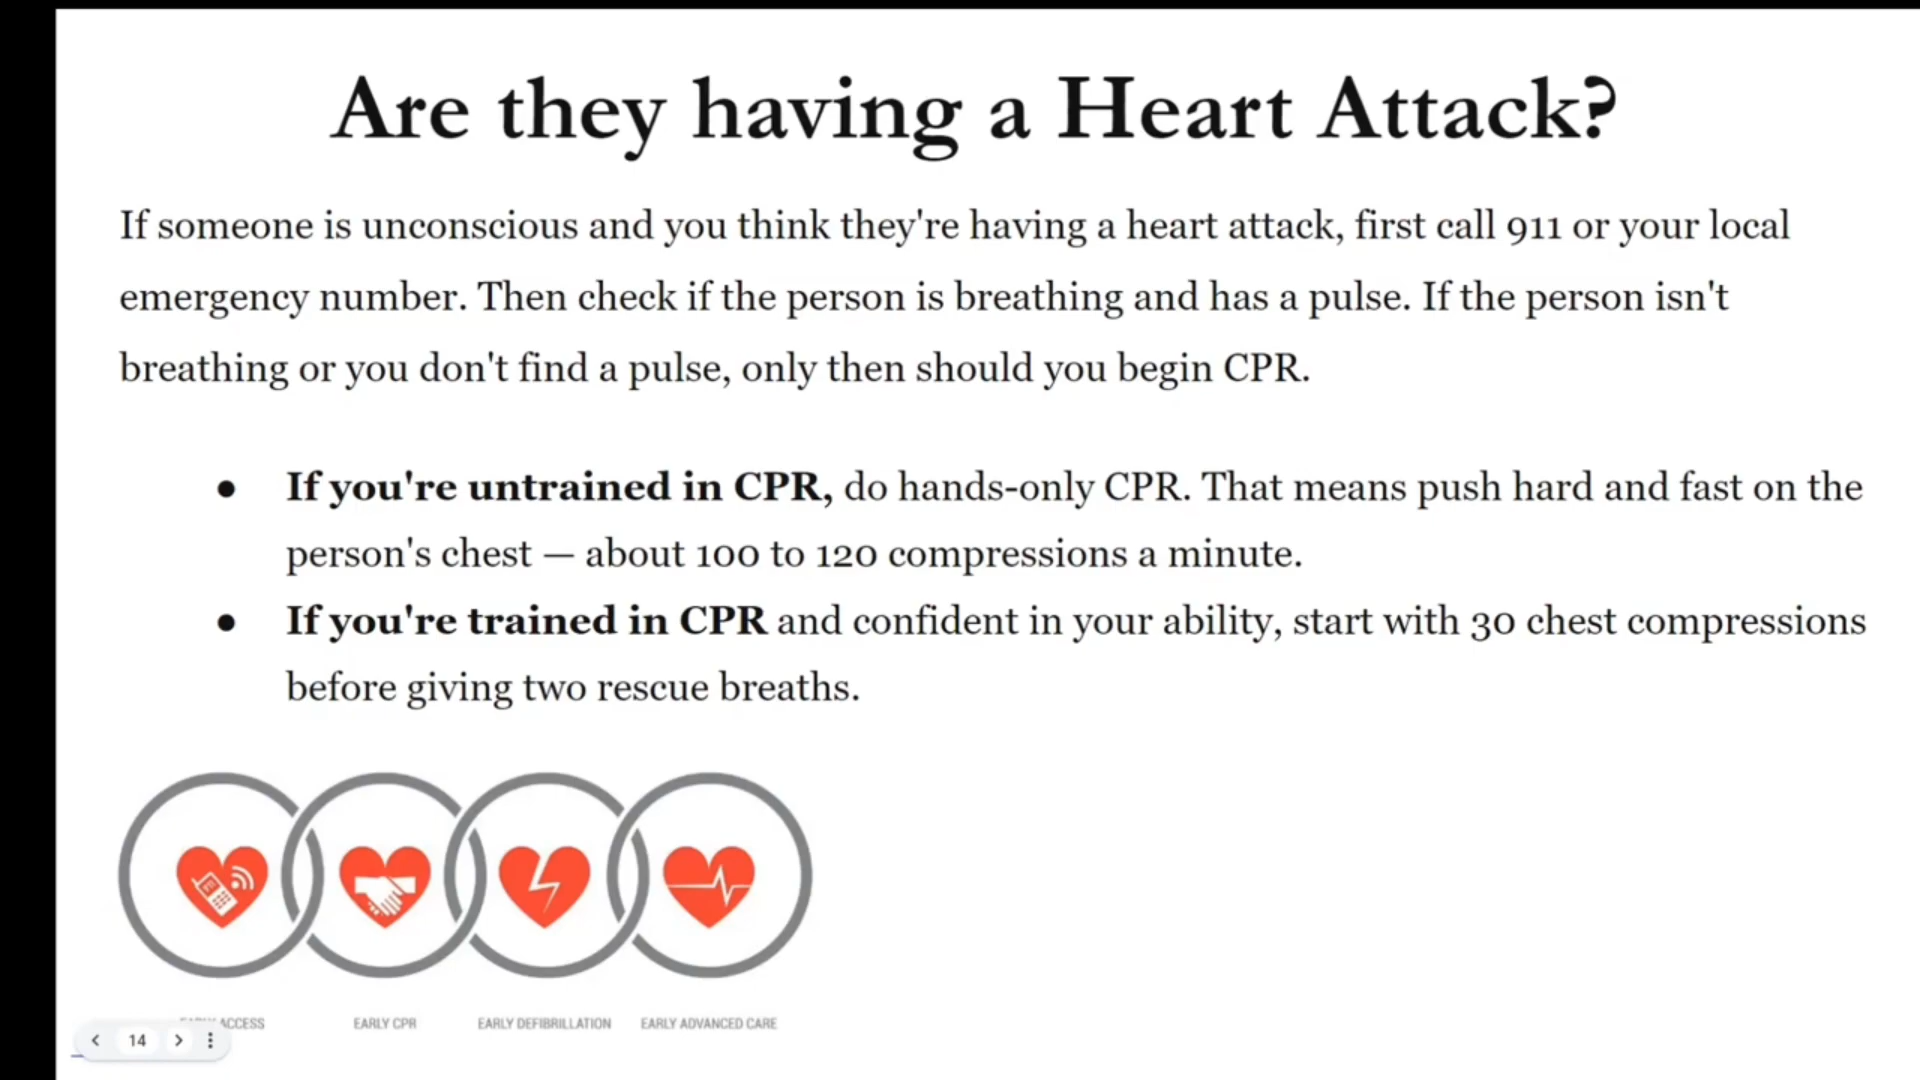 Are they having a Heart Attack?
If someone is unconscious and you think they're having a heart attack, first call 911 or your local
emergency number. Then check if the person is breathing and has a pulse. If the person isn't
breathing or you don't find a pulse, only then should you begin CPR.
● If you're untrained in CPR, do hands-only CPR. That means push hard and fast on the
person's chest — about 100 to 120 compressions a minute.
● If you're trained in CPR and confident in your ability, start with 30 chest compressions
before giving two rescue breaths.
ACCESS EARLY CPR EARLY DEFIBRILLATION EARLY ADVANCED CARE
14